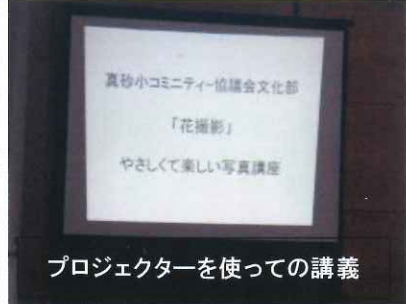 真砂小コミニティー協議会文化部
「花撮影」
やさしくて楽しい写真講座
プロジェクターを使っての講義